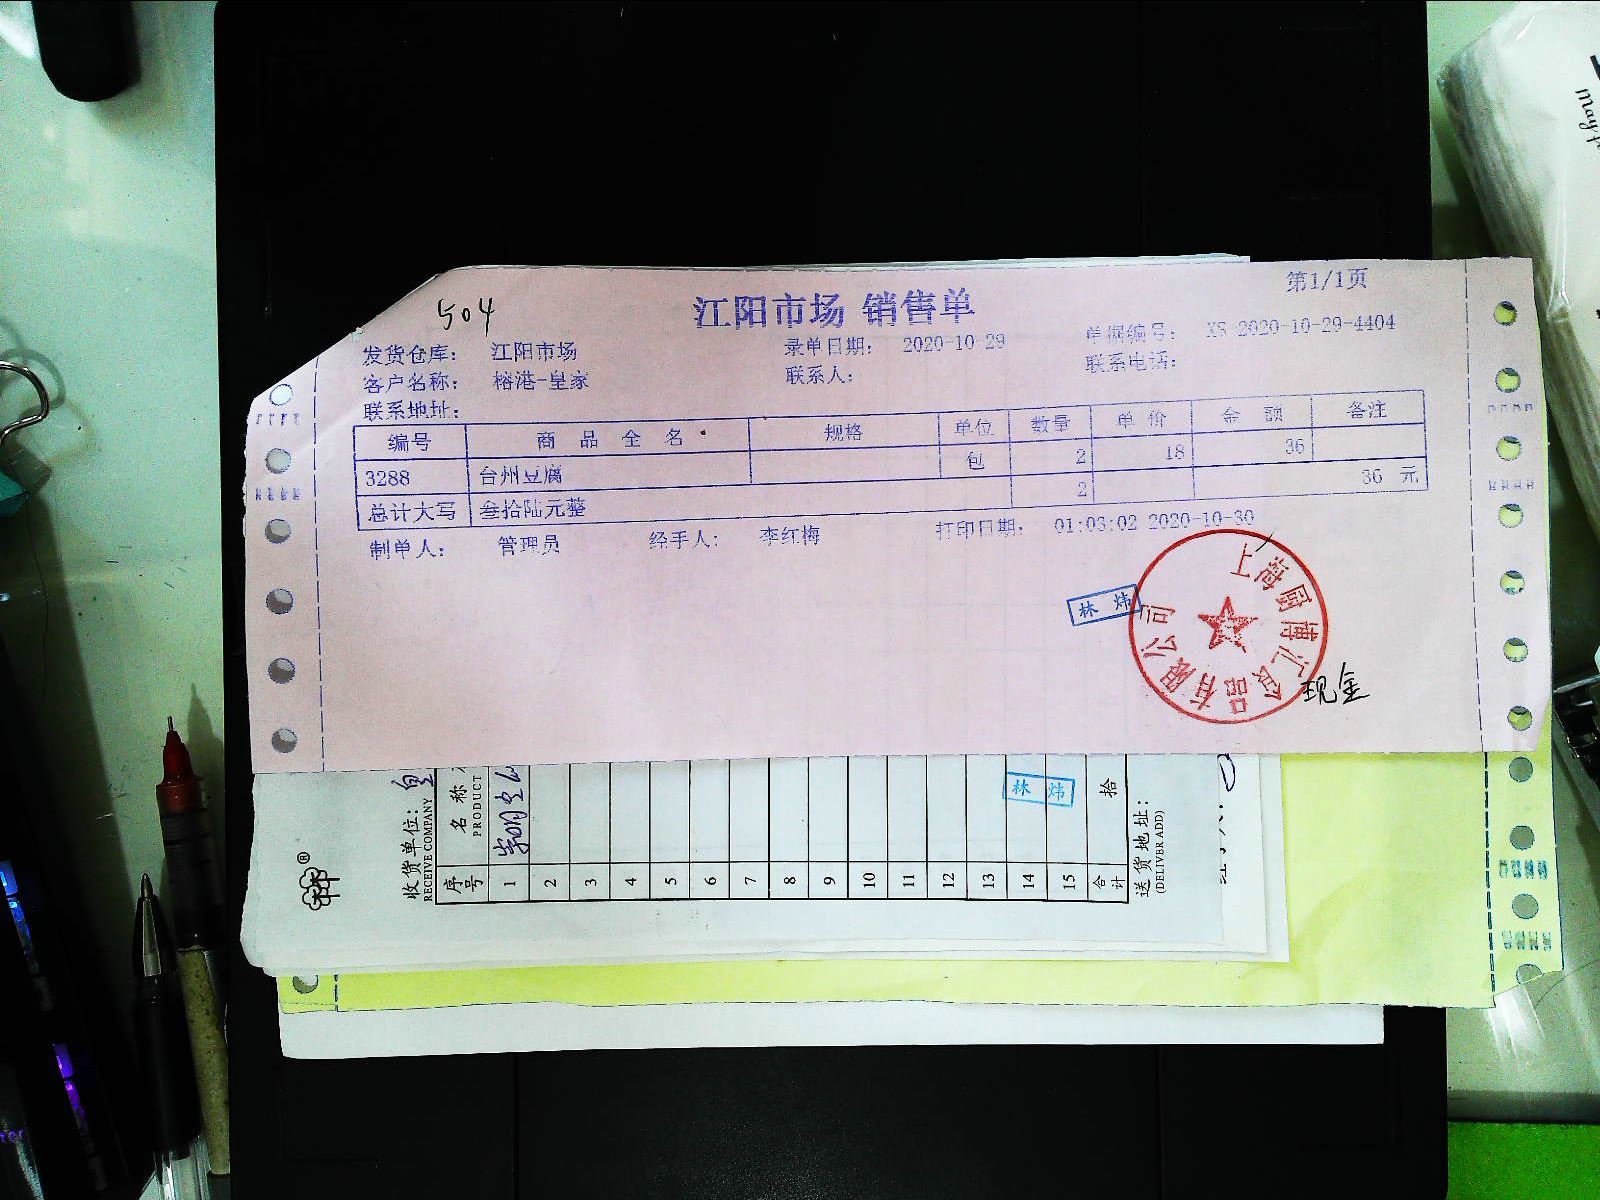 第1/1页
504
江阳市场 销售单
发货仓库: 江阳市场 录单日期: 2020-10-29 单据编号: XS-2020-10-29-4404
客户名称: 榕港-皇家 联系人: 联系电话:
联系地址:
编号 商品全名 规格 单位 数量 单价 金额 备注
3288 台州豆腐 包 2 18 36
总计大写 叁拾陆元整 2 36 元
制单人: 管理员 经手人: 李红梅 打印日期: 01:03:02 2020-10-30
林炜
上海厨博汇食品有限公司
现金
收货单位: 皇
RECEIVE COMPANY
序号 名称
PRODUCT
1
2
3
4
5
6
7
8
9
10
11
12
13
14
15
合计 拾
林炜
送货地址:
(DELIVER ADD)